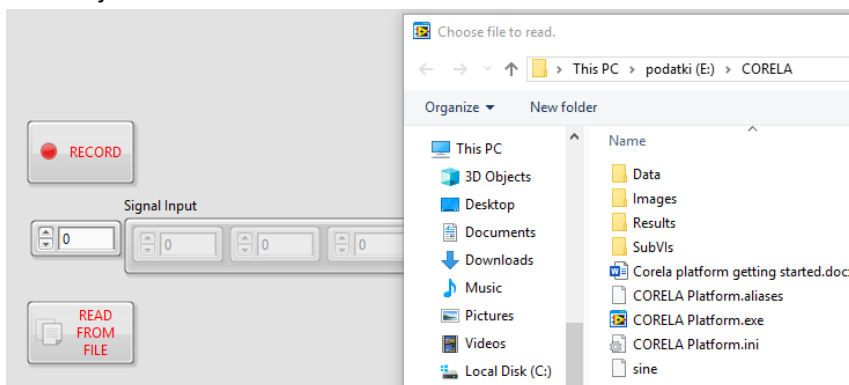 Choose file to read.
This PC > podatki (E:) > CORELA
Organize
New folder
RECORD
Signal Input
0
0
0
0
READ
FROM
FILE
This PC
3D Objects
Desktop
Documents
Downloads
Music
Pictures
Videos
Local Disk (C:)
Name
Data
Images
Results
SubVIs
Corela platform getting started.doc
CORELA Platform.aliases
CORELA Platform.exe
CORELA Platform.ini
sine